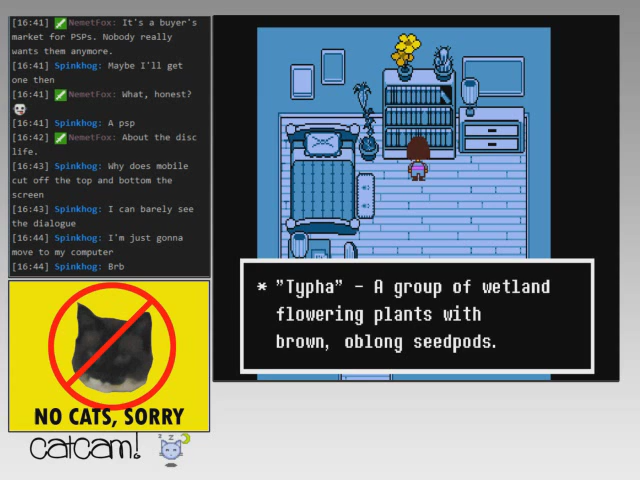 [16:41] NemetFox: It's a buyer's
market for PSPs. Nobody really
wants them anymore.
[16:41] Spinkhog: Maybe I'll get
one then
[16:41] NemetFox: What, honest?
[16:41] Spinkhog: A psp
[16:42] NemetFox: About the disc
life.
[16:43] Spinkhog: Why does mobile
cut off the top and bottom the
screen
[16:43] Spinkhog: I can barely see
the dialogue
[16:44] Spinkhog: I'm just gonna
move to my computer
[16:44] Spinkhog: Brb
* "Typha" - A group of wetland
flowering plants with
brown, oblong seedpods.
NO CATS, SORRY
catcam!
z z z